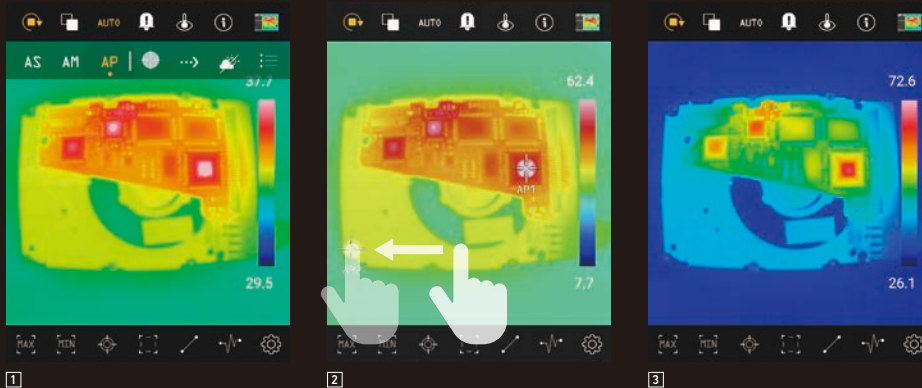 AUTO
AUTO
AUTO
AS AM AP
37.7
62.4
72.6
AP1
AP2
29.5
7.7
26.1
MAX MIN
MAX MIN
MAX MIN
1
2
3